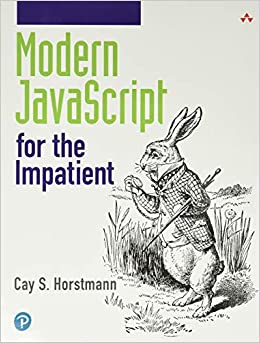 Modern
JavaScript
for the
Impatient
Cay S. Horstmann
P